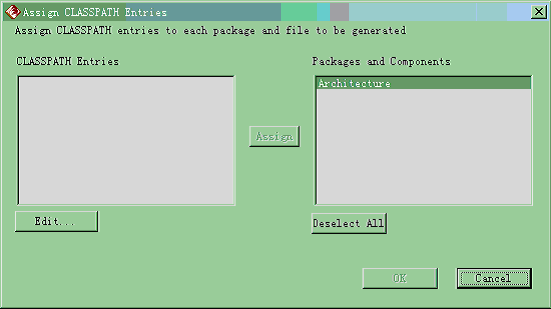 Assign CLASSPATH Entries
Assign CLASSPATH entries to each package and file to be generated
CLASSPATH Entries
Packages and Components
Architecture
Assign
Edit...
Deselect All
OK
Cancel